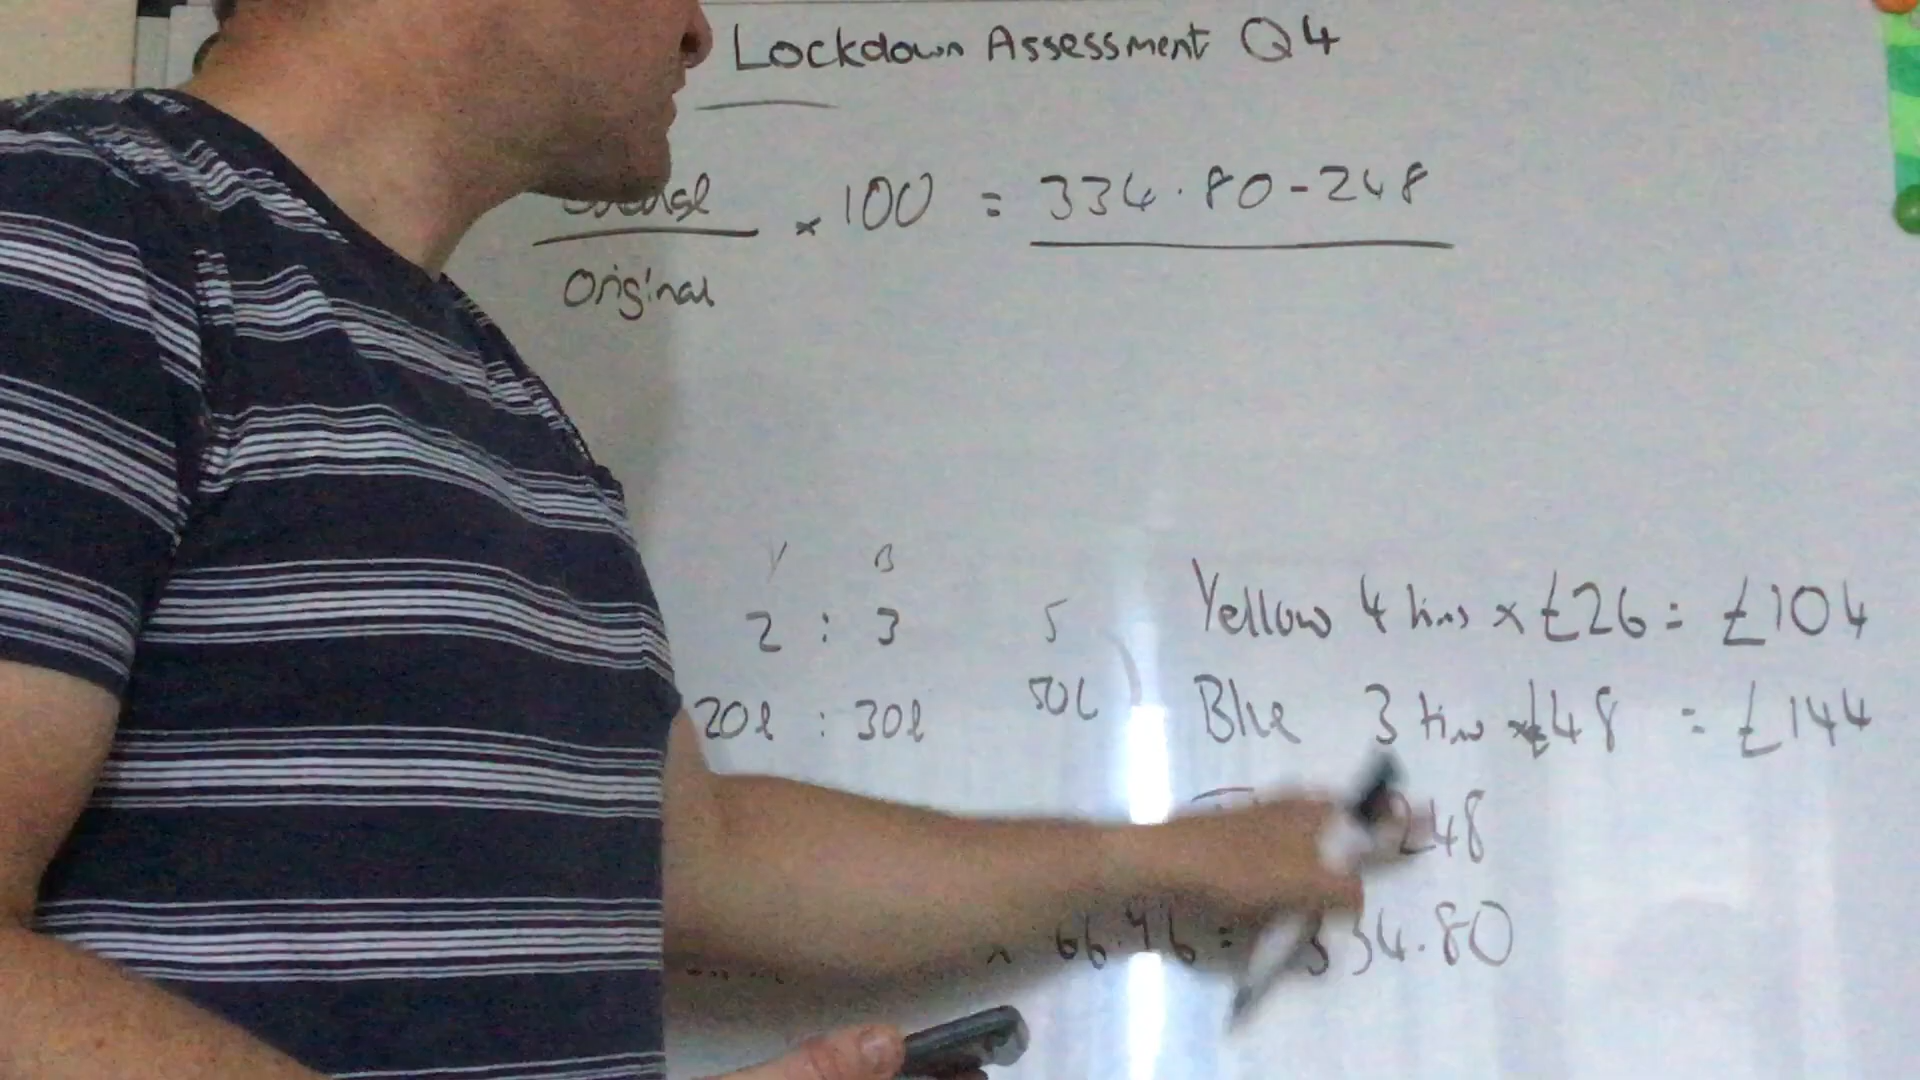 Lockdown Assessment Q4
× 100 = 334.80-248
Original
Y B
2 : 3 5
20l : 30l 50l
Yellow 4 tins × £26 = £104
Blue 3 tins × £48 = £144
248
× 66.96 = 334.80